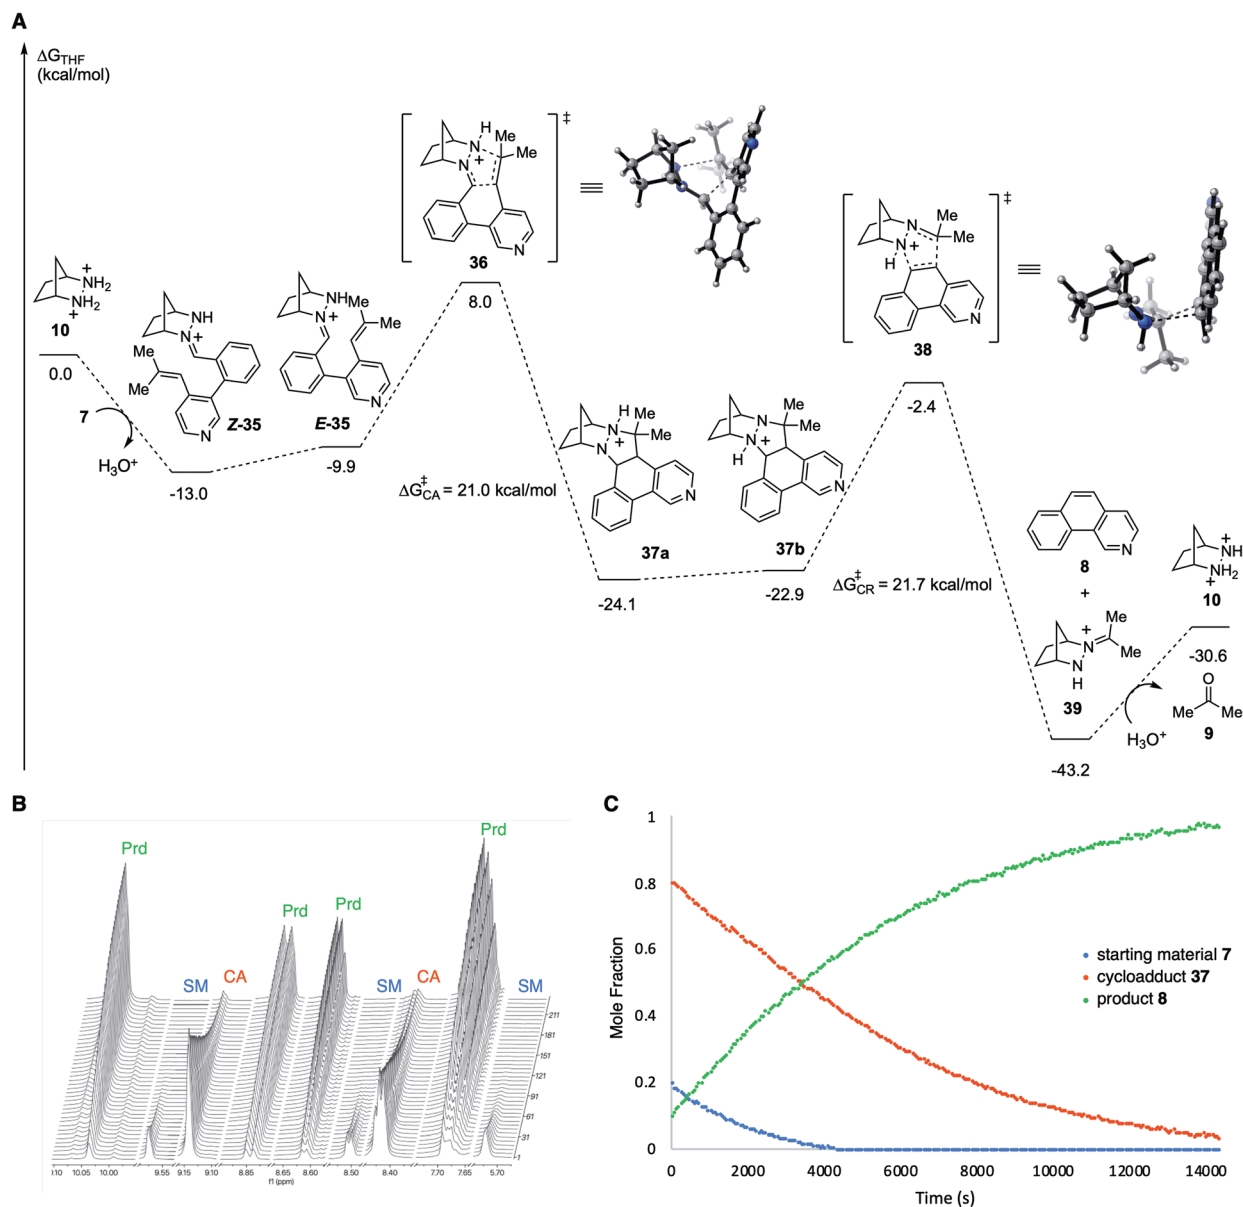 A
ΔG_THF
(kcal/mol)
‡
H
N
Me
Me
N
+
N
36
8.0
‡
N
Me
Me
N
+
H
N
38
-2.4
+
NH2
NH2
+
10
0.0
7
H3O+
NH
N
+
Me
Me
N
Z-35
-13.0
NH
N
+
Me
Me
N
E-35
-9.9
ΔG‡CA = 21.0 kcal/mol
H
N
Me
Me
N
+
N
37a
-24.1
N
Me
Me
N
+
H
N
37b
-22.9
ΔG‡CR = 21.7 kcal/mol
N
8
+
+
N
Me
Me
N
H
39
-43.2
H3O+
+
NH
NH2
+
10
-30.6
O
Me
Me
9
B
Prd
Prd
Prd
Prd
SM
CA
SM
CA
SM
211
181
151
121
91
61
31
1
.10 10.05 10.00 9.55 9.15 9.10 8.85 8.65 8.60 8.50 8.40 7.70 7.65 5.70
f1 (ppm)
C
Mole Fraction
1
0.8
0.6
0.4
0.2
0
0 2000 4000 6000 8000 10000 12000 14000
Time (s)
starting material 7
cycloadduct 37
product 8